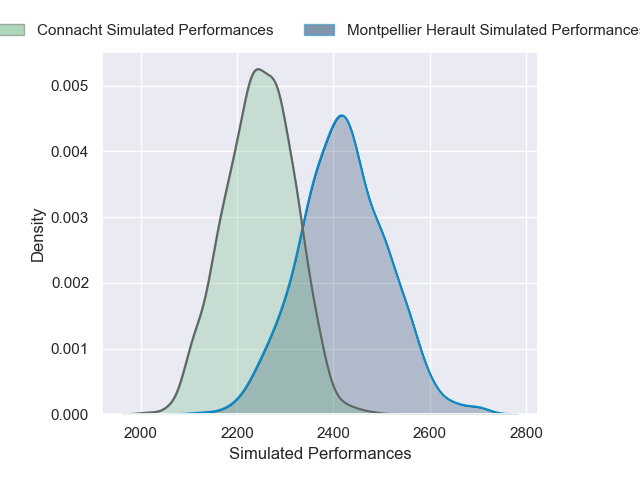 Connacht Simulated Performances Montpellier Herault Simulated Performances
0.005
0.004
0.003
0.002
0.001
0.000
Density
2000 2200 2400 2600 2800
Simulated Performances